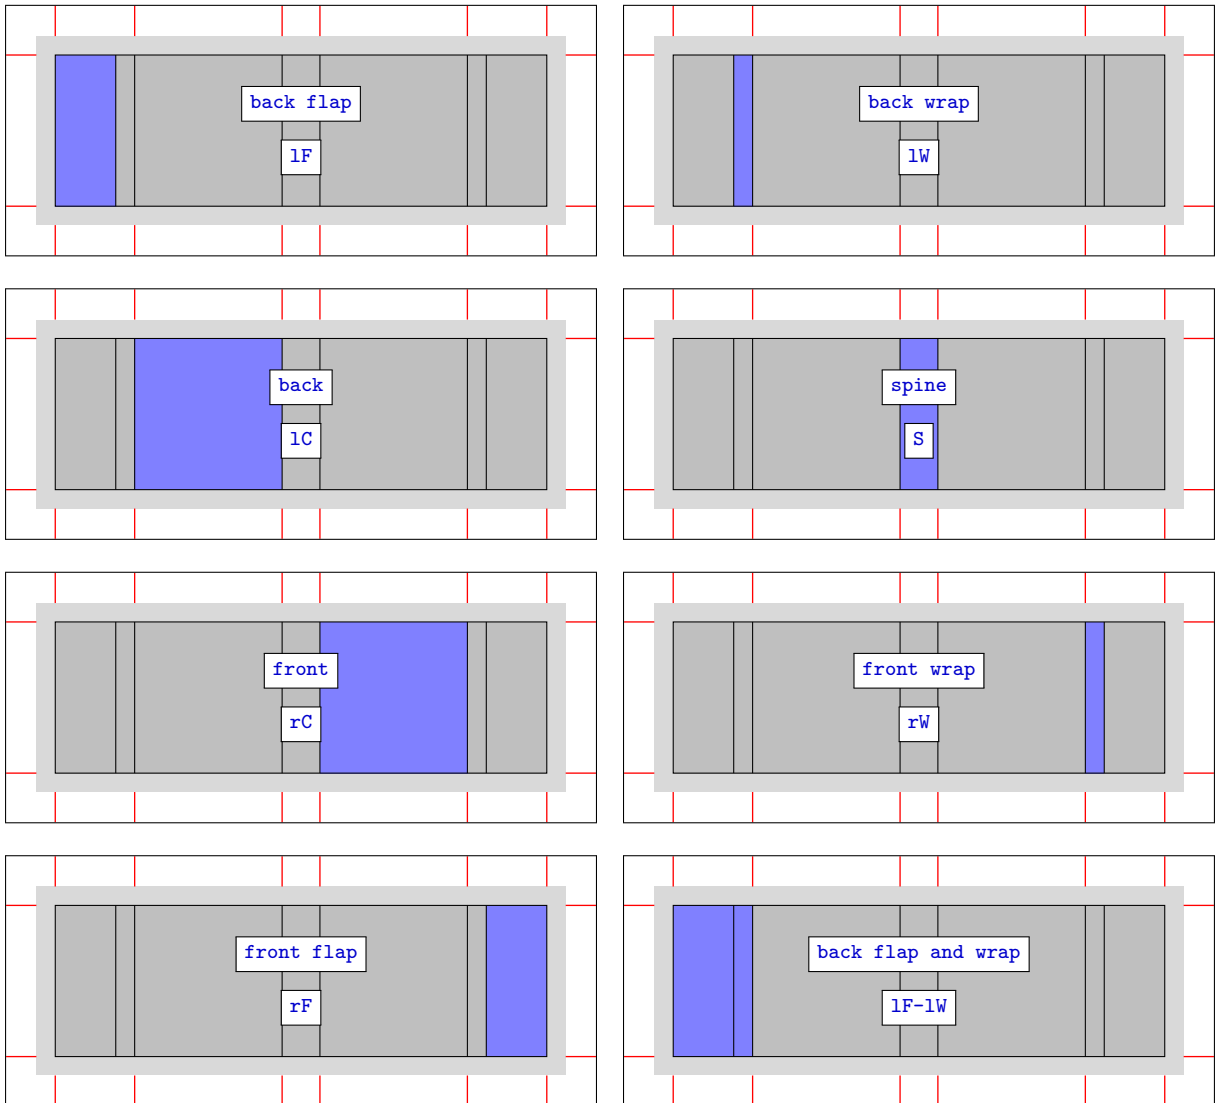 back flap
lF
back wrap
lW
back
lC
spine
S
front
rC
front wrap
rW
front flap
rF
back flap and wrap
lF-lW